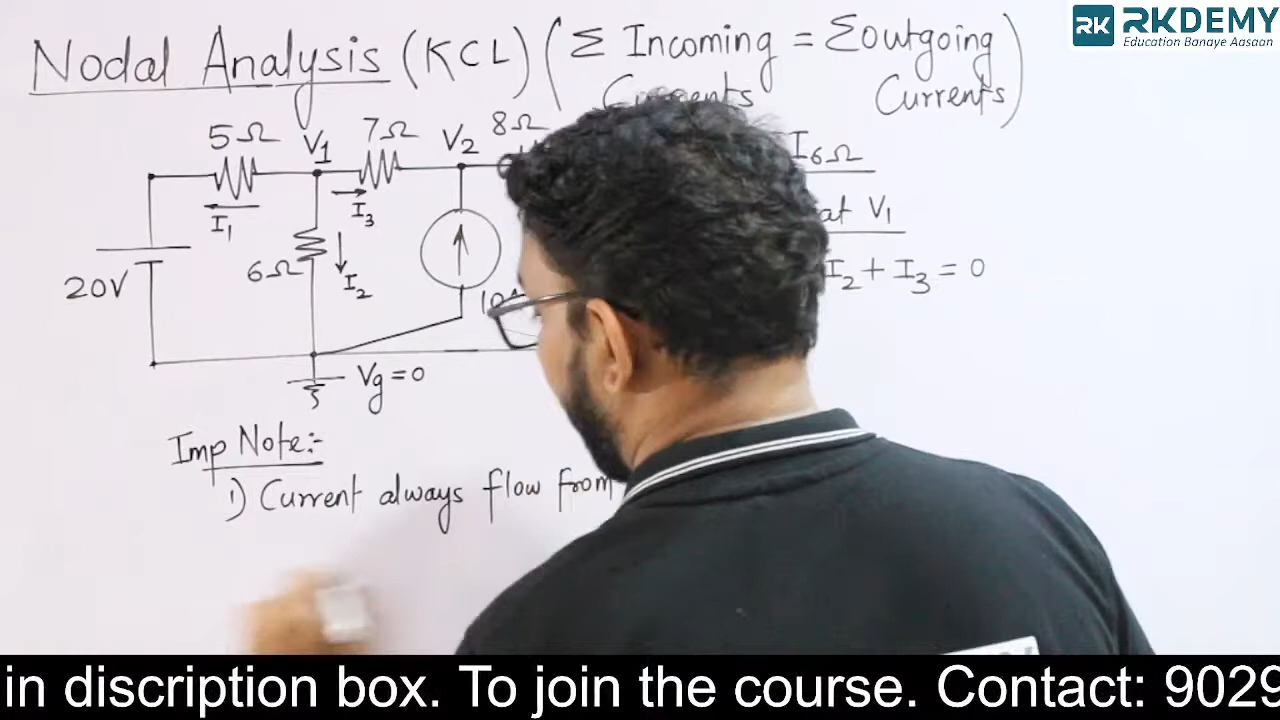 RK RKDEMY
Education Banaye Aasaan
Nodal Analysis (KCL) (Σ Incoming = Σoutgoing
Currents Currents)
5Ω V1 7Ω V2 8Ω
I1 I3
20V 6Ω I2
Vg=0
I6Ω
at V1
I2 + I3 = 0
Imp Note:-
1) Current always flow from
in discription box. To join the course. Contact: 9029